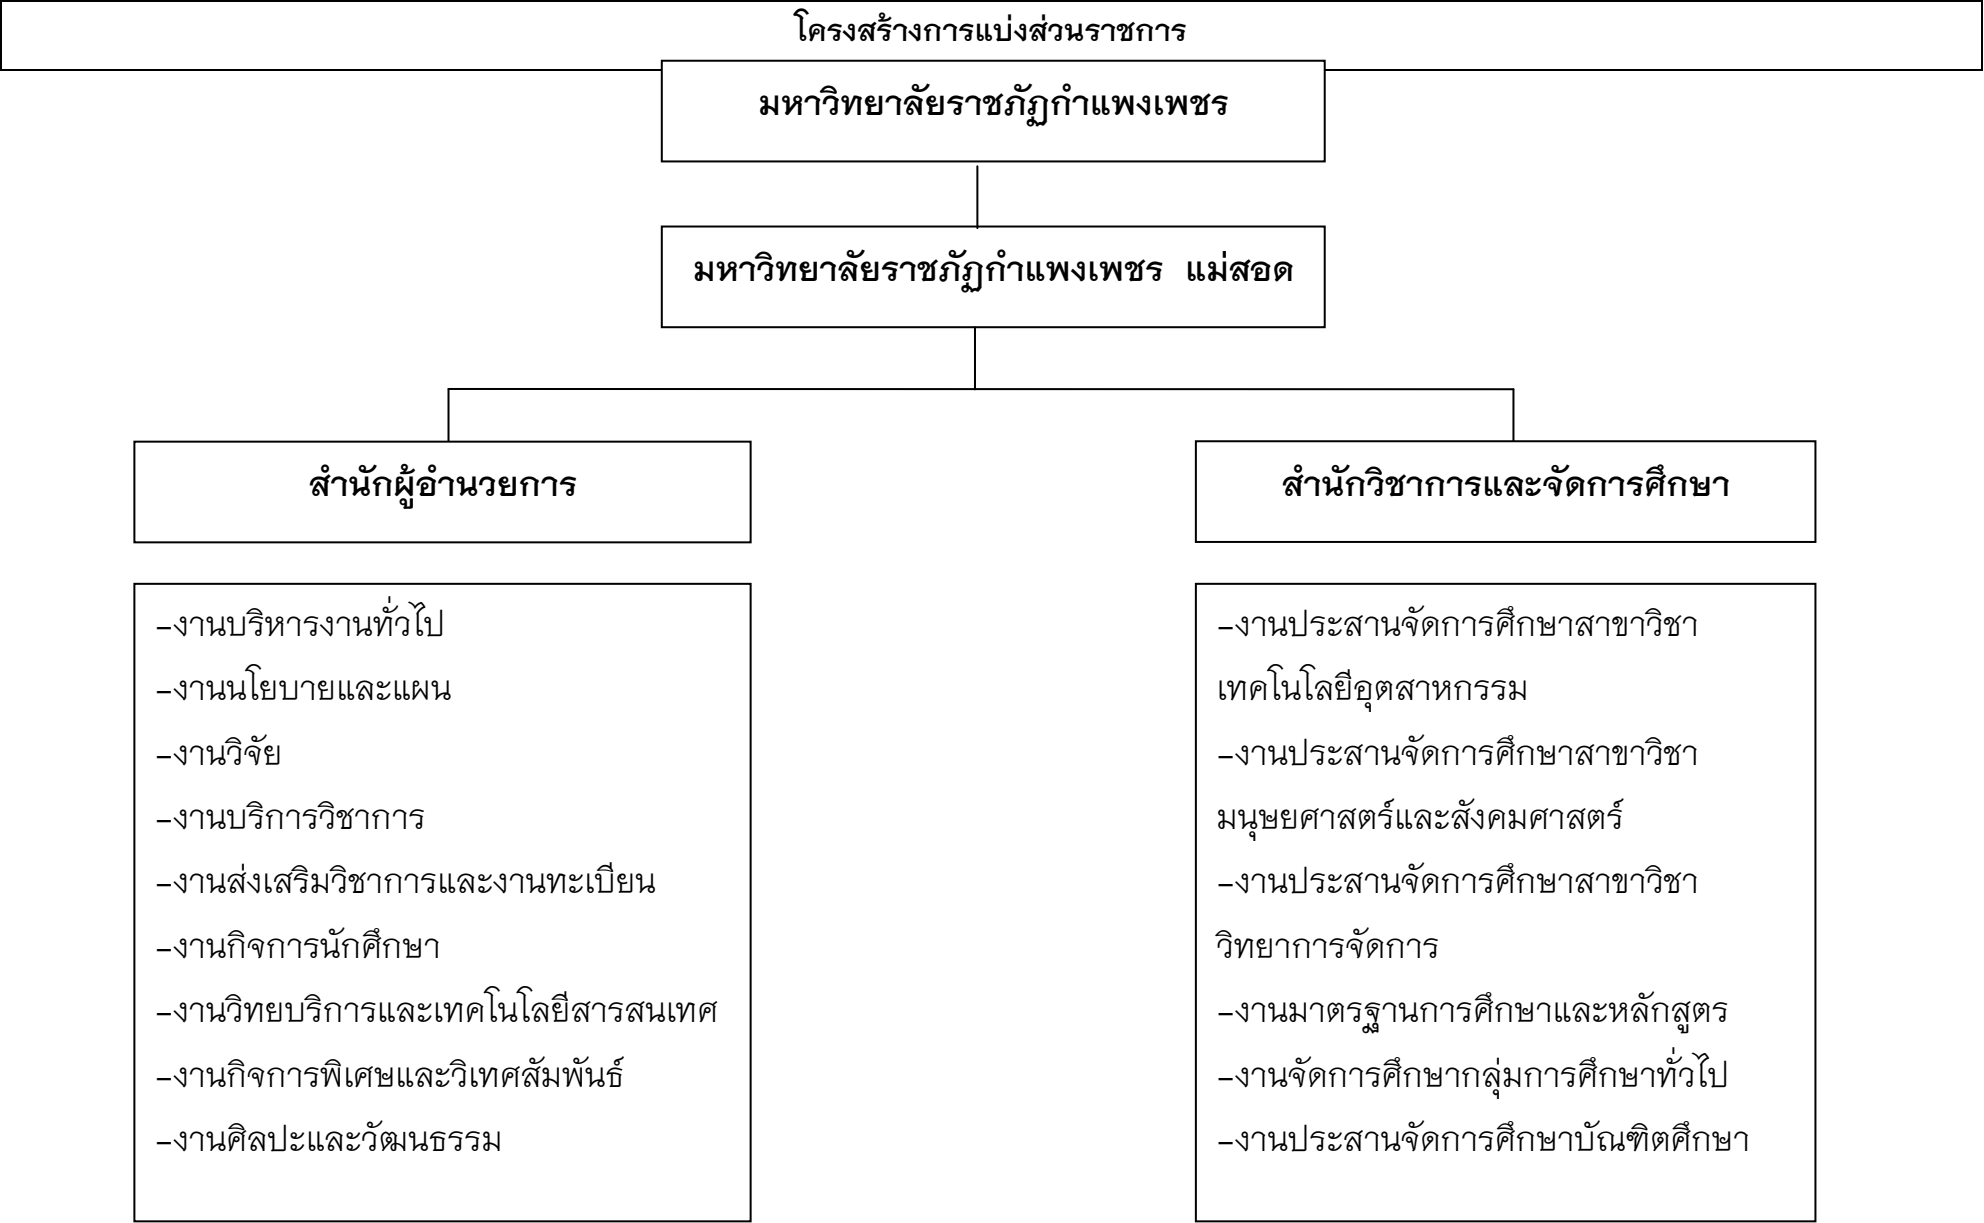 โครงสร้างการแบ่งส่วนราชการ
มหาวิทยาลัยราชภัฏกำแพงเพชร
มหาวิทยาลัยราชภัฏกำแพงเพชร แม่สอด
สำนักผู้อำนวยการ
-งานบริหารงานทั่วไป
-งานนโยบายและแผน
-งานวิจัย
-งานบริการวิชาการ
-งานส่งเสริมวิชาการและงานทะเบียน
-งานกิจการนักศึกษา
-งานวิทยบริการและเทคโนโลยีสารสนเทศ
-งานกิจการพิเศษและวิเทศสัมพันธ์
-งานศิลปะและวัฒนธรรม
สำนักวิชาการและจัดการศึกษา
-งานประสานจัดการศึกษาสาขาวิชา
เทคโนโลยีอุตสาหกรรม
-งานประสานจัดการศึกษาสาขาวิชา
มนุษยศาสตร์และสังคมศาสตร์
-งานประสานจัดการศึกษาสาขาวิชา
วิทยาการจัดการ
-งานมาตรฐานการศึกษาและหลักสูตร
-งานจัดการศึกษากลุ่มการศึกษาทั่วไป
-งานประสานจัดการศึกษาบัณฑิตศึกษา